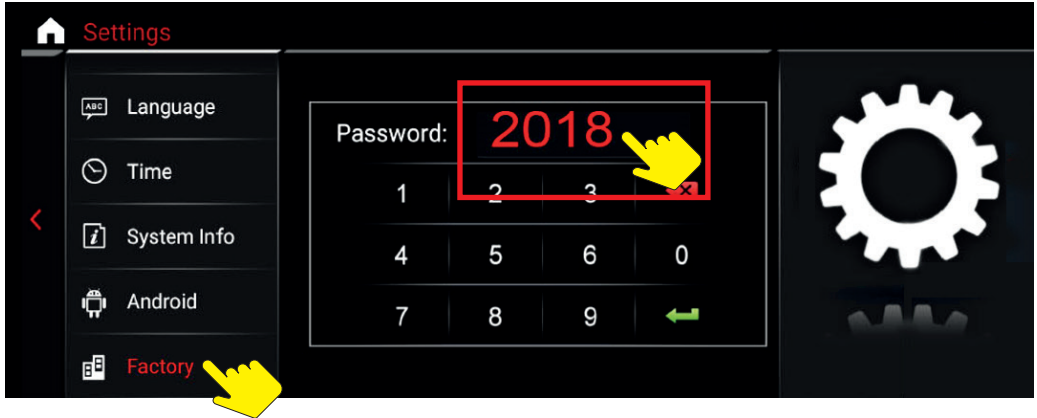 Settings
ABC Language
Time
i System Info
Android
Factory
Password: 2018
1 2 3
4 5 6 0
7 8 9